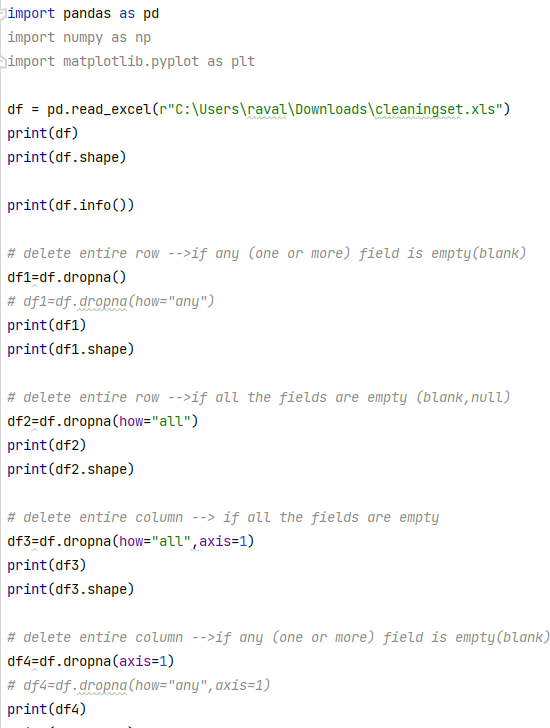 import pandas as pd
import numpy as np
import matplotlib.pyplot as plt
df = pd.read_excel(r"C:\Users\raval\Downloads\cleaningset.xls")
print(df)
print(df.shape)
print(df.info())
# delete entire row -->if any (one or more) field is empty(blank)
df1=df.dropna()
# df1=df.dropna(how="any")
print(df1)
print(df1.shape)
# delete entire row -->if all the fields are empty (blank,null)
df2=df.dropna(how="all")
print(df2)
print(df2.shape)
# delete entire column --> if all the fields are empty
df3=df.dropna(how="all",axis=1)
print(df3)
print(df3.shape)
# delete entire column -->if any (one or more) field is empty(blank)
df4=df.dropna(axis=1)
# df4=df.dropna(how="any",axis=1)
print(df4)